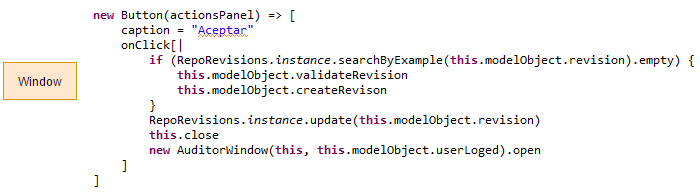 new Button(actionsPanel) => [
caption = "Aceptar"
onClick[|
if (RepoRevisions.instance.searchByExample(this.modelObject.revision).empty) {
this.modelObject.validateRevision
this.modelObject.createRevison
}
RepoRevisions.instance.update(this.modelObject.revision)
this.close
new AuditorWindow(this, this.modelObject.userLoged).open
]
]
Window